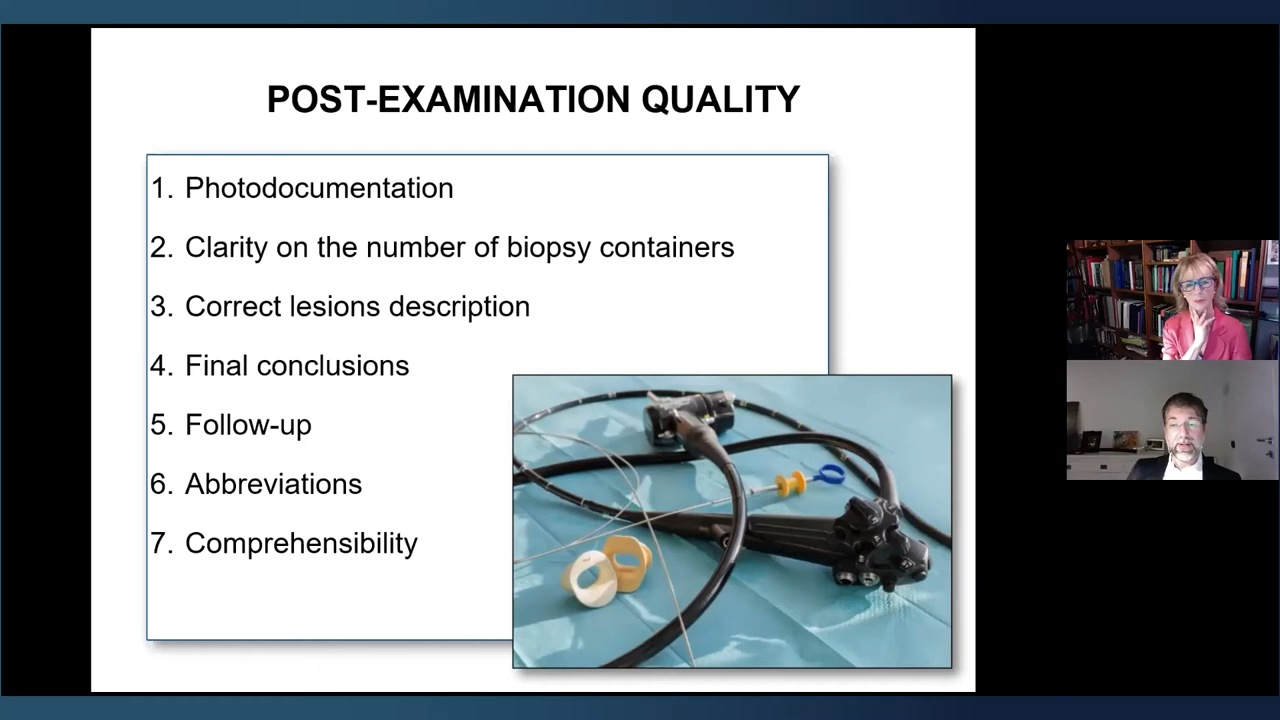 POST-EXAMINATION QUALITY
1. Photodocumentation
2. Clarity on the number of biopsy containers
3. Correct lesions description
4. Final conclusions
5. Follow-up
6. Abbreviations
7. Comprehensibility